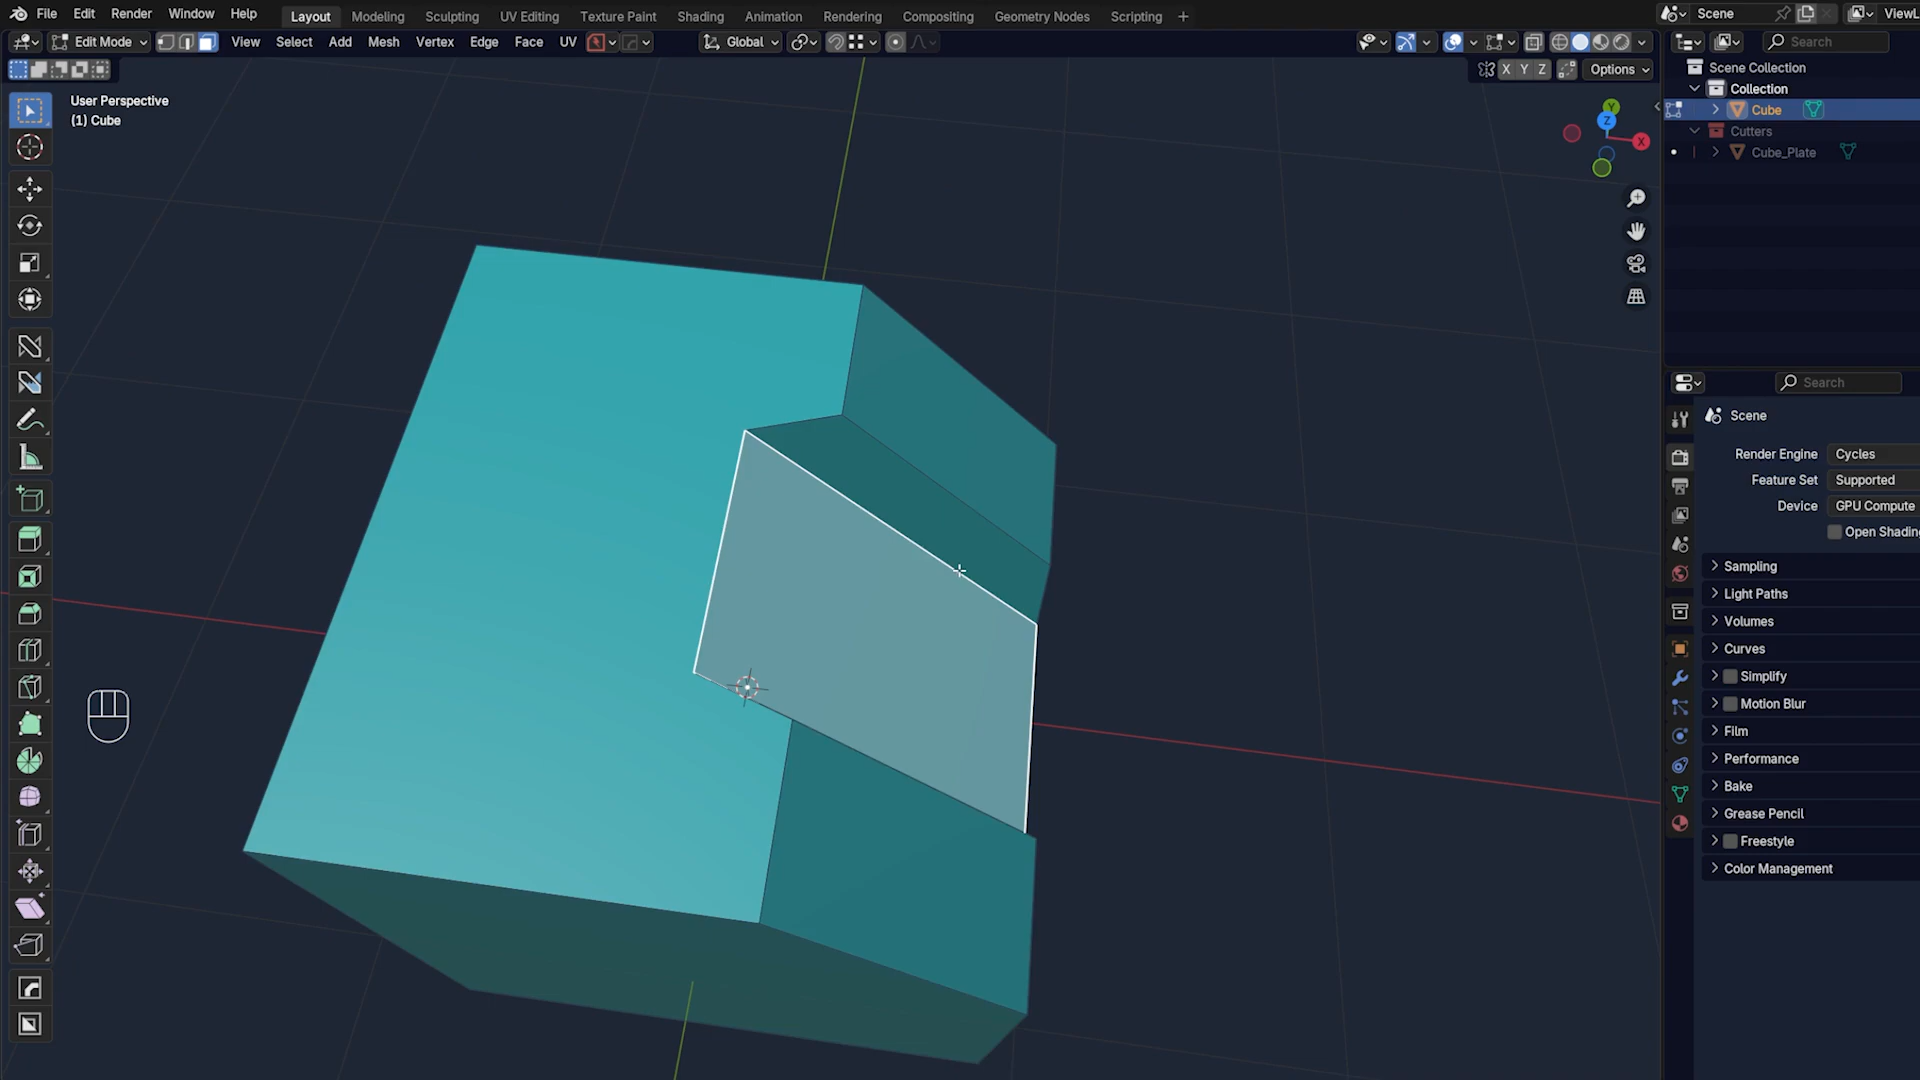 File Edit Render Window Help
Layout Modeling Sculpting UV Editing Texture Paint Shading Animation Rendering Compositing Geometry Nodes Scripting +
Scene
ViewL
Edit Mode View Select Add Mesh Vertex Edge Face UV
Global
Search
X Y Z Options
User Perspective
(1) Cube
Scene Collection
Collection
Cube
Cutters
Cube_Plate
Y
Z
X
Search
Scene
Render Engine Cycles
Feature Set Supported
Device GPU Compute
Open Shading
Sampling
Light Paths
Volumes
Curves
Simplify
Motion Blur
Film
Performance
Bake
Grease Pencil
Freestyle
Color Management